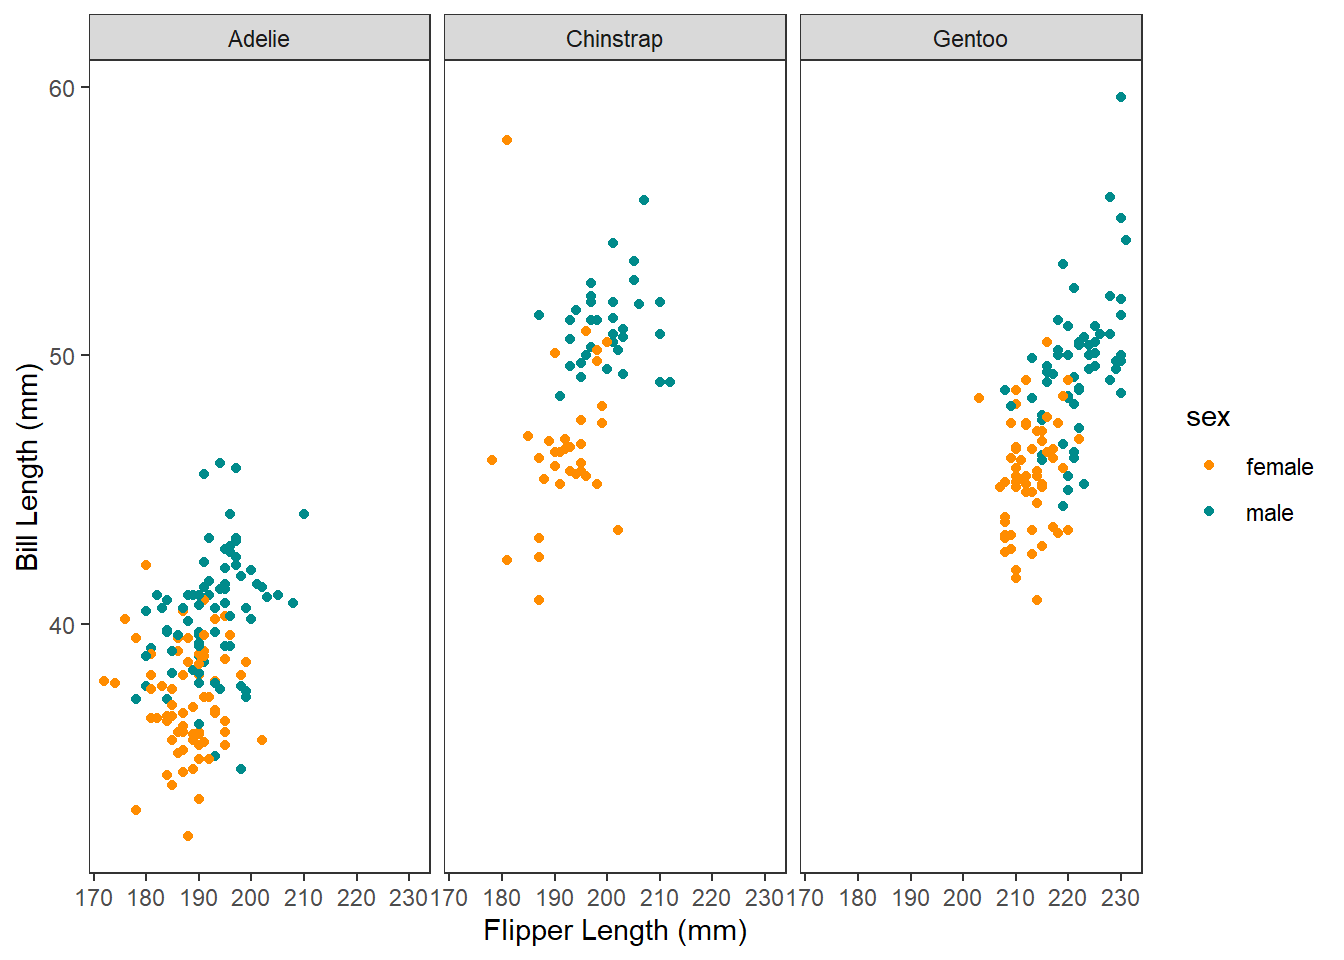 Adelie Chinstrap Gentoo
60
50
40
Bill Length (mm)
170 180 190 200 210 220 230 170 180 190 200 210 220 230 170 180 190 200 210 220 230
Flipper Length (mm)
sex
female
male